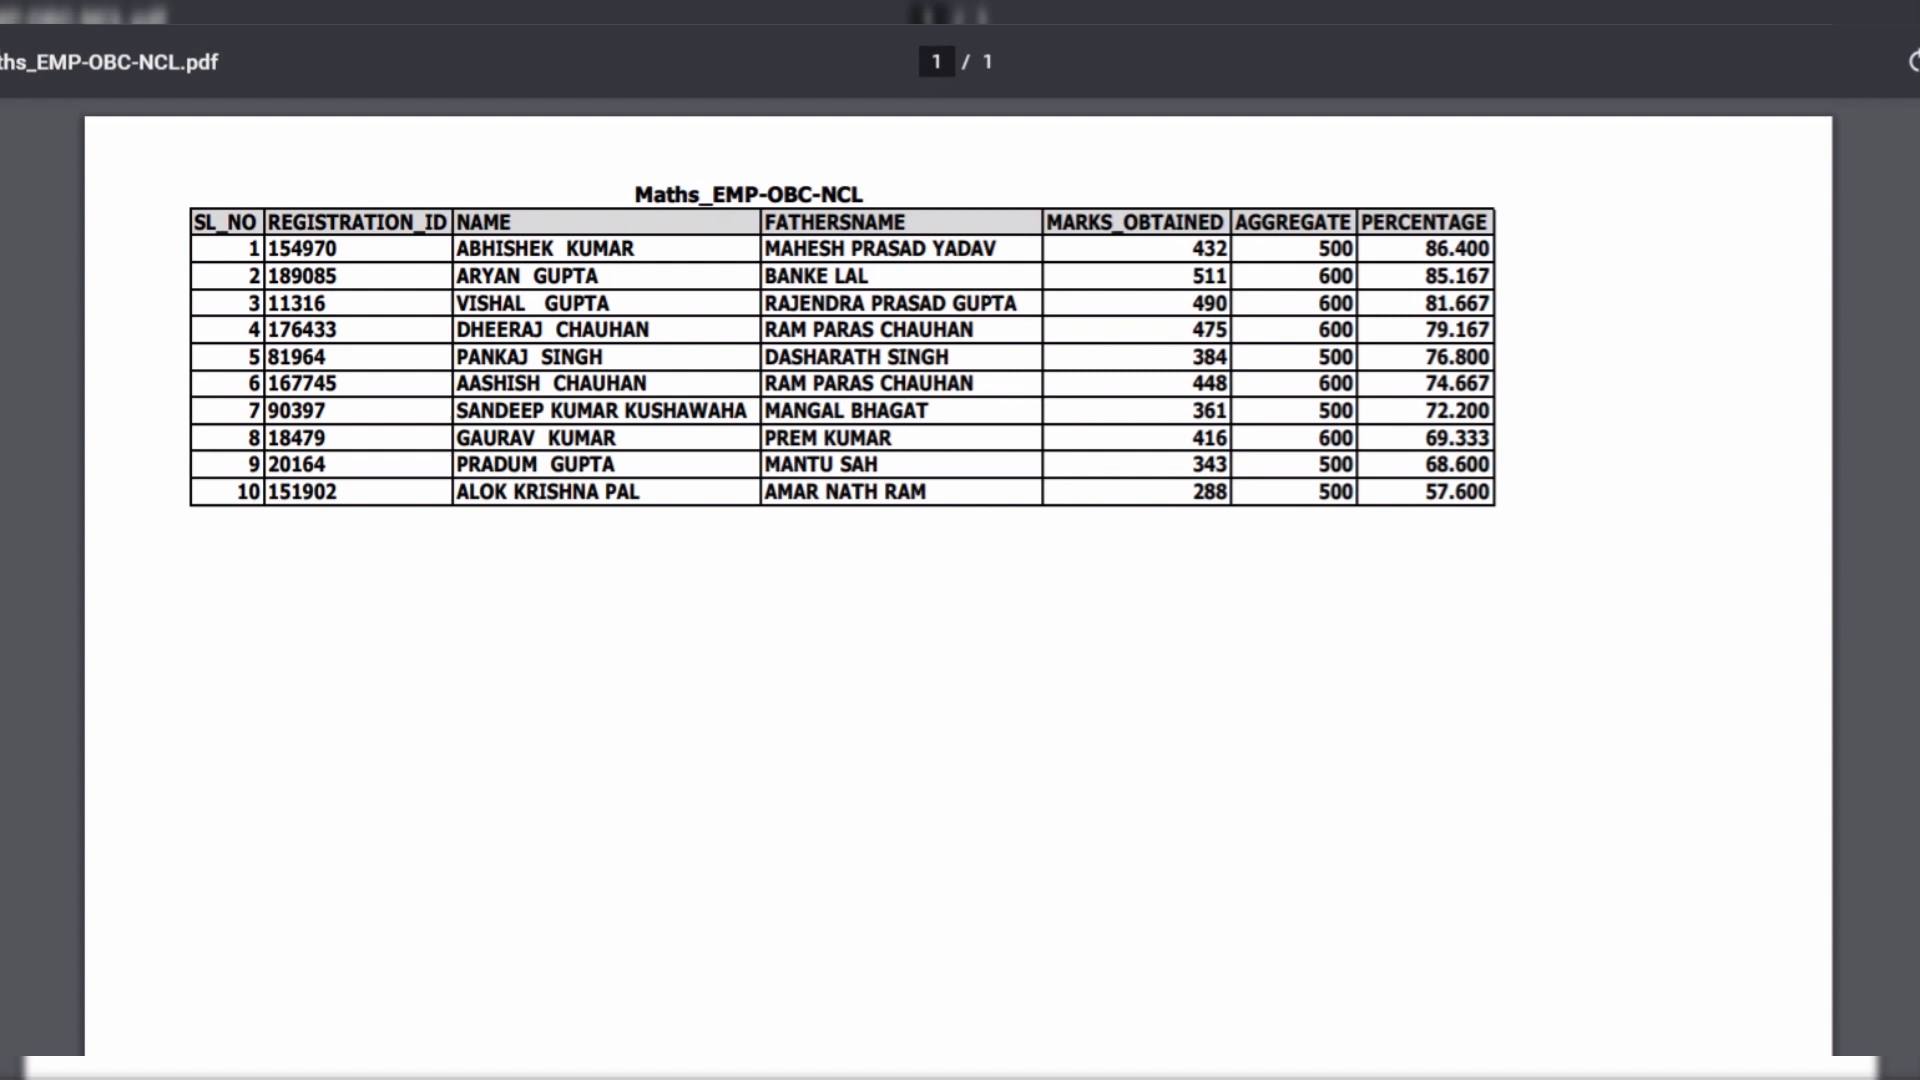 ths_EMP-OBC-NCL.pdf 1 / 1
Maths_EMP-OBC-NCL
SL_NO REGISTRATION_ID NAME FATHERSNAME MARKS_OBTAINED AGGREGATE PERCENTAGE
1 154970 ABHISHEK KUMAR MAHESH PRASAD YADAV 432 500 86.400
2 189085 ARYAN GUPTA BANKE LAL 511 600 85.167
3 11316 VISHAL GUPTA RAJENDRA PRASAD GUPTA 490 600 81.667
4 176433 DHEERAJ CHAUHAN RAM PARAS CHAUHAN 475 600 79.167
5 81964 PANKAJ SINGH DASHARATH SINGH 384 500 76.800
6 167745 AASHISH CHAUHAN RAM PARAS CHAUHAN 448 600 74.667
7 90397 SANDEEP KUMAR KUSHAWAHA MANGAL BHAGAT 361 500 72.200
8 18479 GAURAV KUMAR PREM KUMAR 416 600 69.333
9 20164 PRADUM GUPTA MANTU SAH 343 500 68.600
10 151902 ALOK KRISHNA PAL AMAR NATH RAM 288 500 57.600